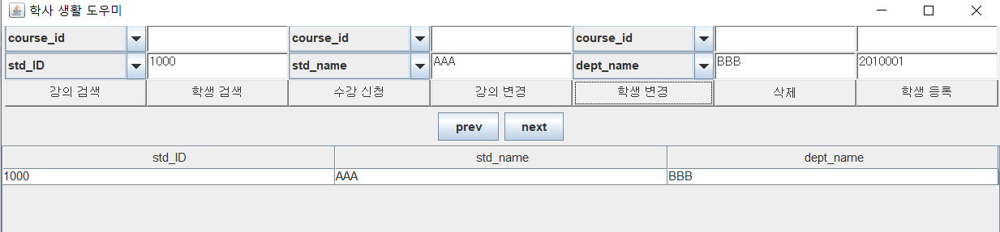 학사 생활 도우미
course_id course_id course_id
std_ID 1000 std_name AAA dept_name BBB 2010001
강의 검색 학생 검색 수강 신청 강의 변경 학생 변경 삭제 학생 등록
prev next
std_ID std_name dept_name
1000 AAA BBB